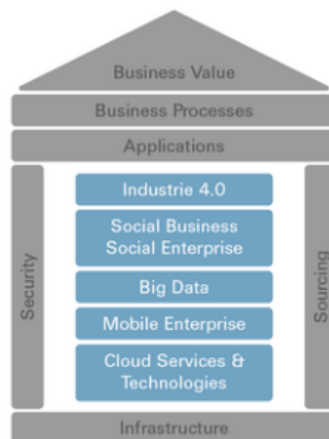 Business Value
Business Processes
Applications
Security
Industrie 4.0
Social Business
Social Enterprise
Big Data
Mobile Enterprise
Cloud Services &
Technologies
Sourcing
Infrastructure